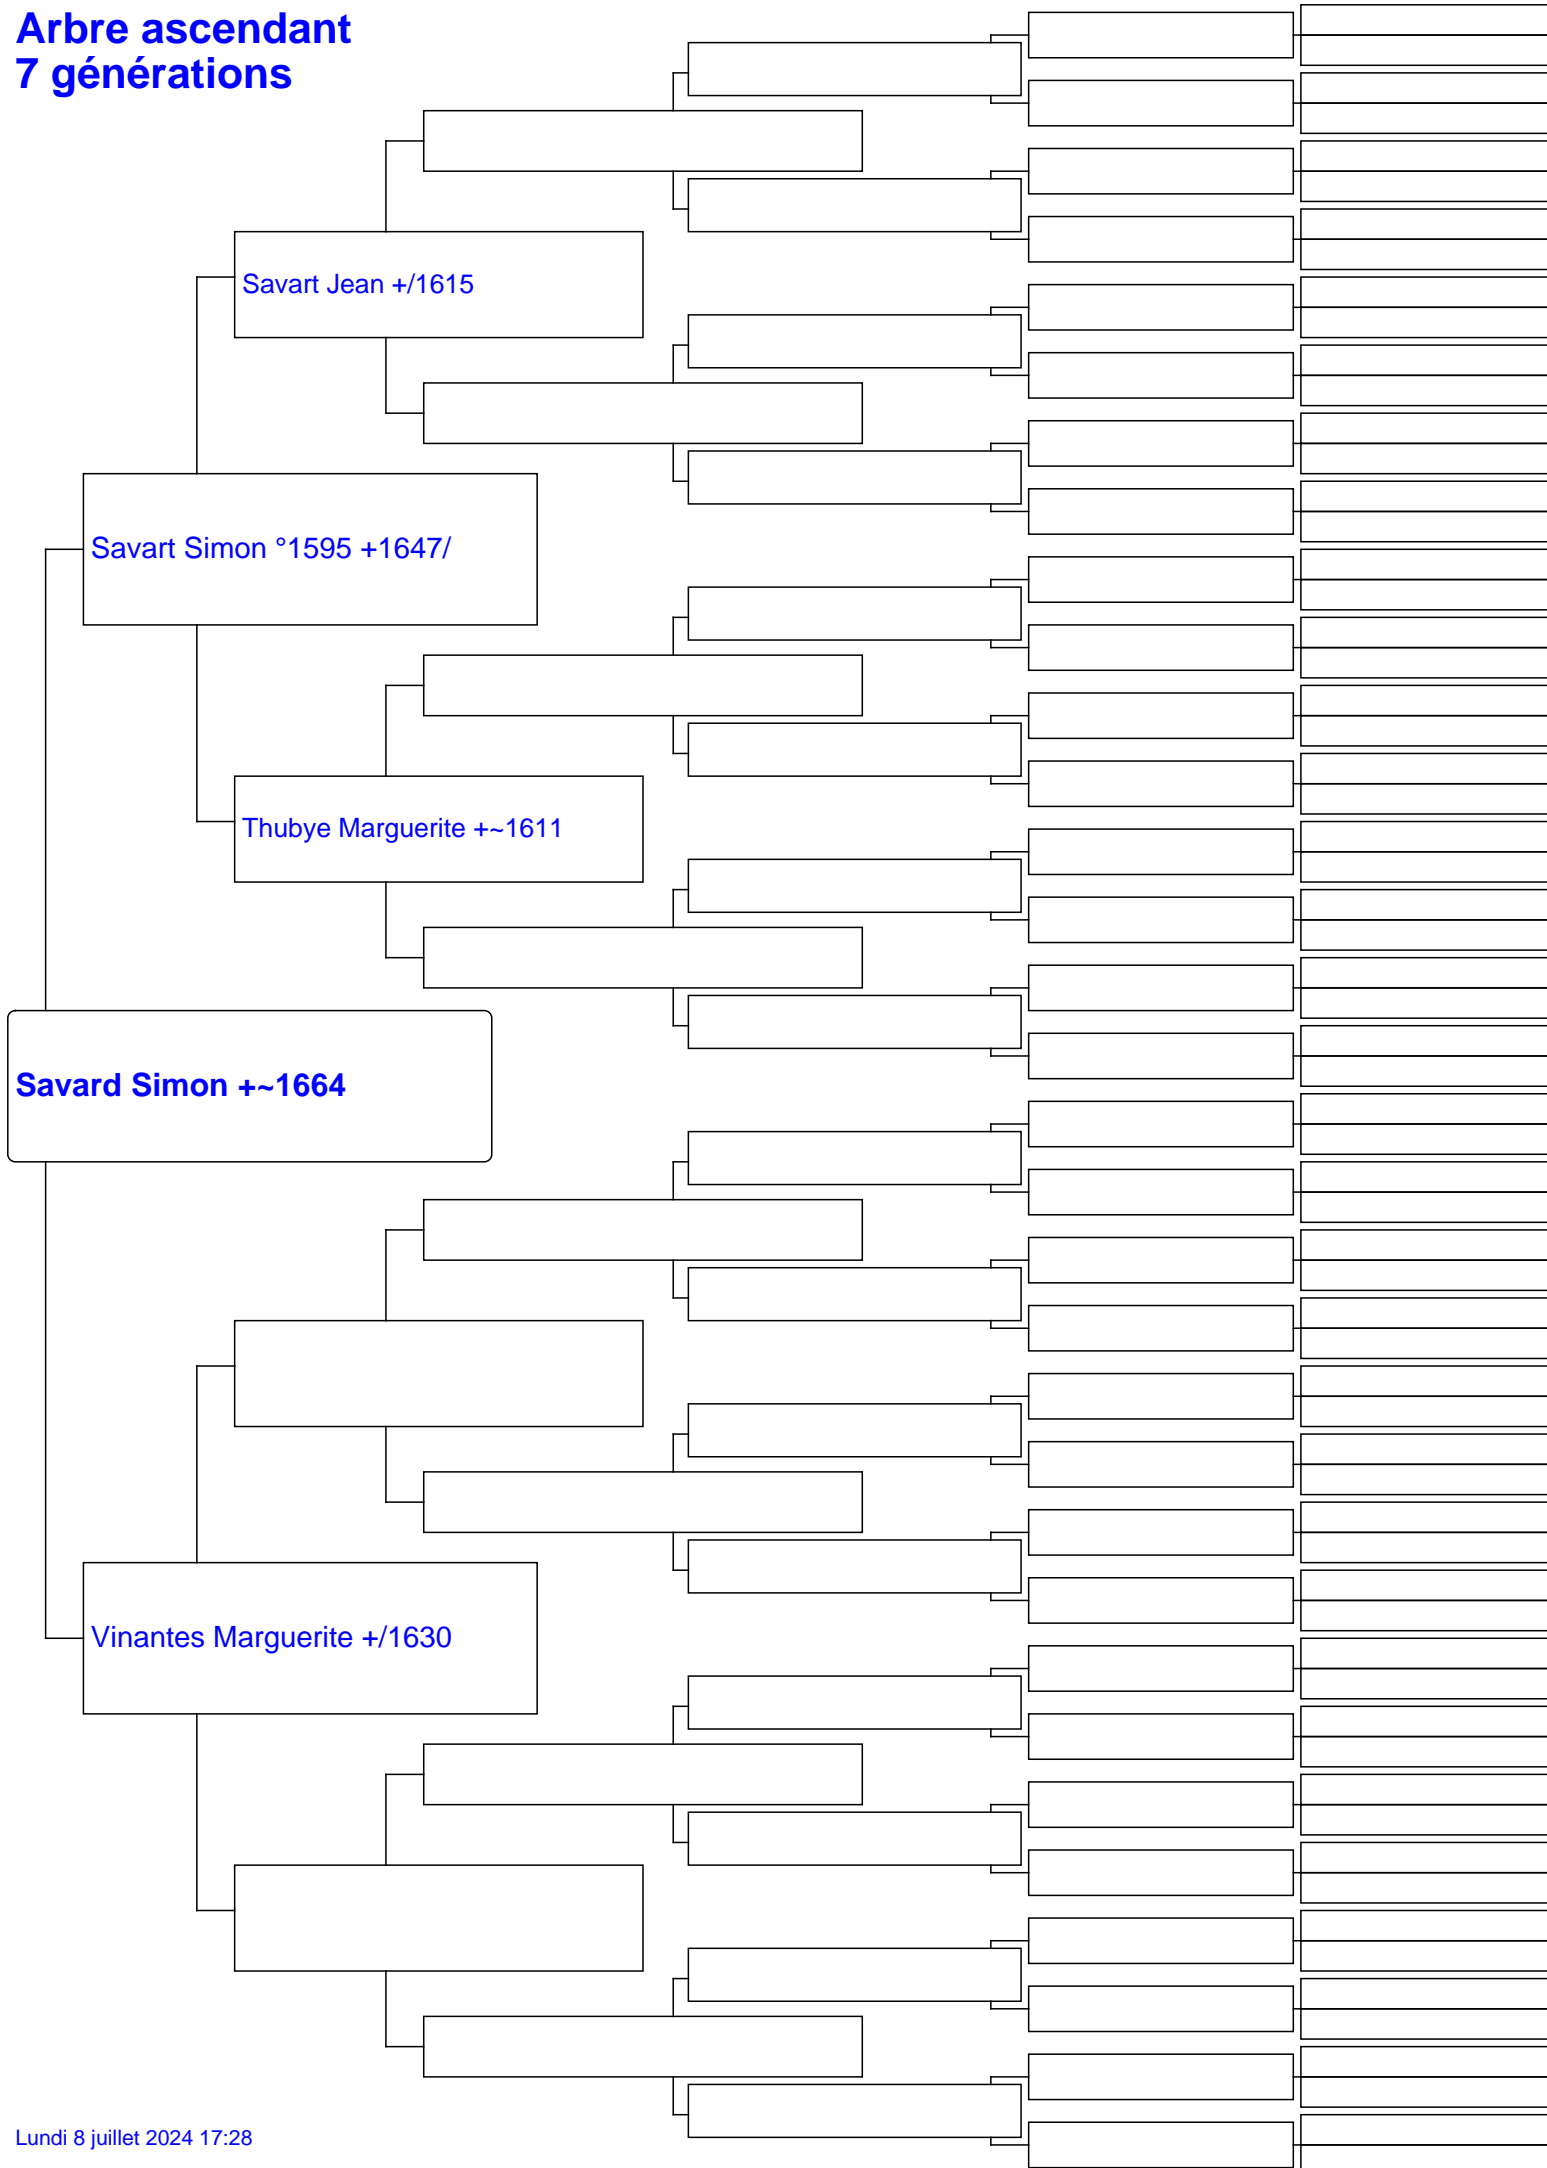 Arbre ascendant
7 générations
Savart Jean +/1615
Savart Simon °1595 +1647/
Thubye Marguerite +~1611
Savard Simon +~1664
Vinantes Marguerite +/1630
Lundi 8 juillet 2024 17:28